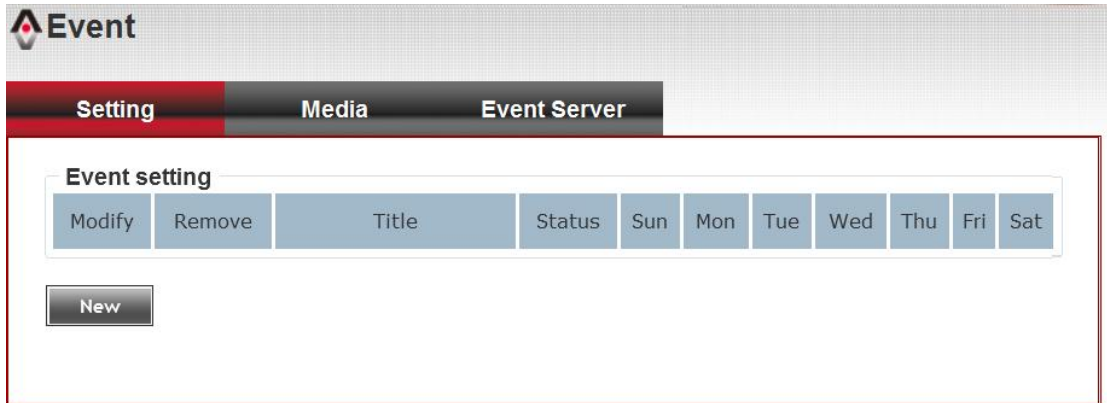 Event
Setting Media Event Server
Event setting
Modify Remove Title Status Sun Mon Tue Wed Thu Fri Sat
New